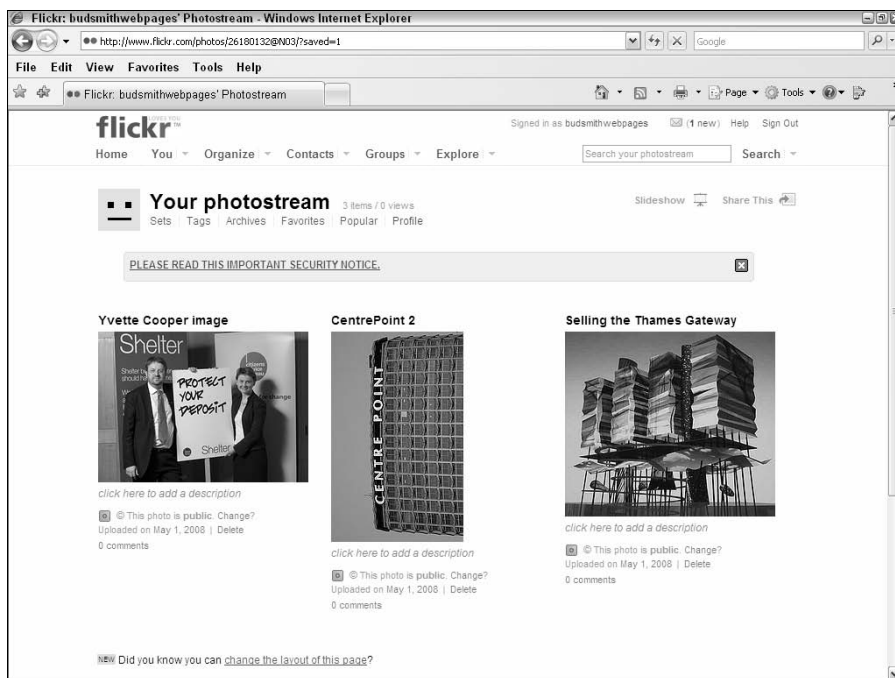 Flickr: budsmithwebpages' Photostream - Windows Internet Explorer
http://www.flickr.com/photos/26180132@N03/?saved=1
Google
File Edit View Favorites Tools Help
Flickr: budsmithwebpages' Photostream
Page Tools
flickr LOVES YOU ™
Signed in as budsmithwebpages (1 new) Help Sign Out
Home You Organize Contacts Groups Explore
Search your photostream Search
Your photostream 3 items / 0 views
Slideshow Share This
Sets Tags Archives Favorites Popular Profile
PLEASE READ THIS IMPORTANT SECURITY NOTICE.
Yvette Cooper image
Shelter
PROTECT
YOUR
DEPOSIT
Shelter
click here to add a description
© This photo is public. Change?
Uploaded on May 1, 2008 | Delete
0 comments
CentrePoint 2
CENTRE POINT
click here to add a description
© This photo is public. Change?
Uploaded on May 1, 2008 | Delete
0 comments
Selling the Thames Gateway
click here to add a description
© This photo is public. Change?
Uploaded on May 1, 2008 | Delete
0 comments
NEW Did you know you can change the layout of this page?